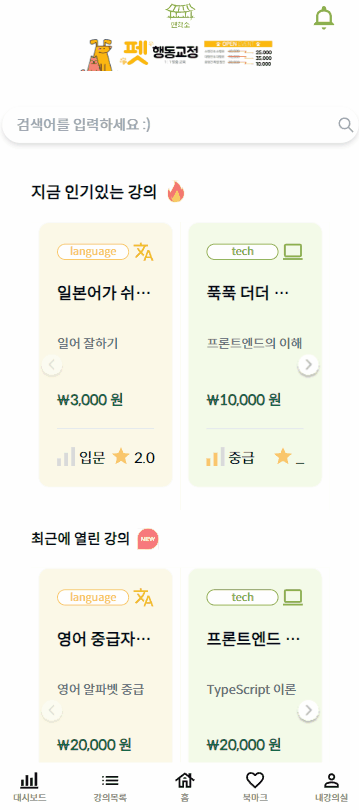 펫 행동교정
OPEN
35,000
10,000
검색어를 입력하세요 :)
지금 인기있는 강의
language
tech
일본어가 쉬…
푹푹 더더 …
일어 잘하기
프론트엔드의 이해
₩3,000 원
₩10,000 원
입문 2.0
중급 _
최근에 열린 강의 NEW
language
tech
영어 중급자…
프론트엔드 …
영어 알파벳 중급
TypeScript 이론
₩20,000 원
₩20,000 원
대시보드 강의목록 홈 북마크 내강의실